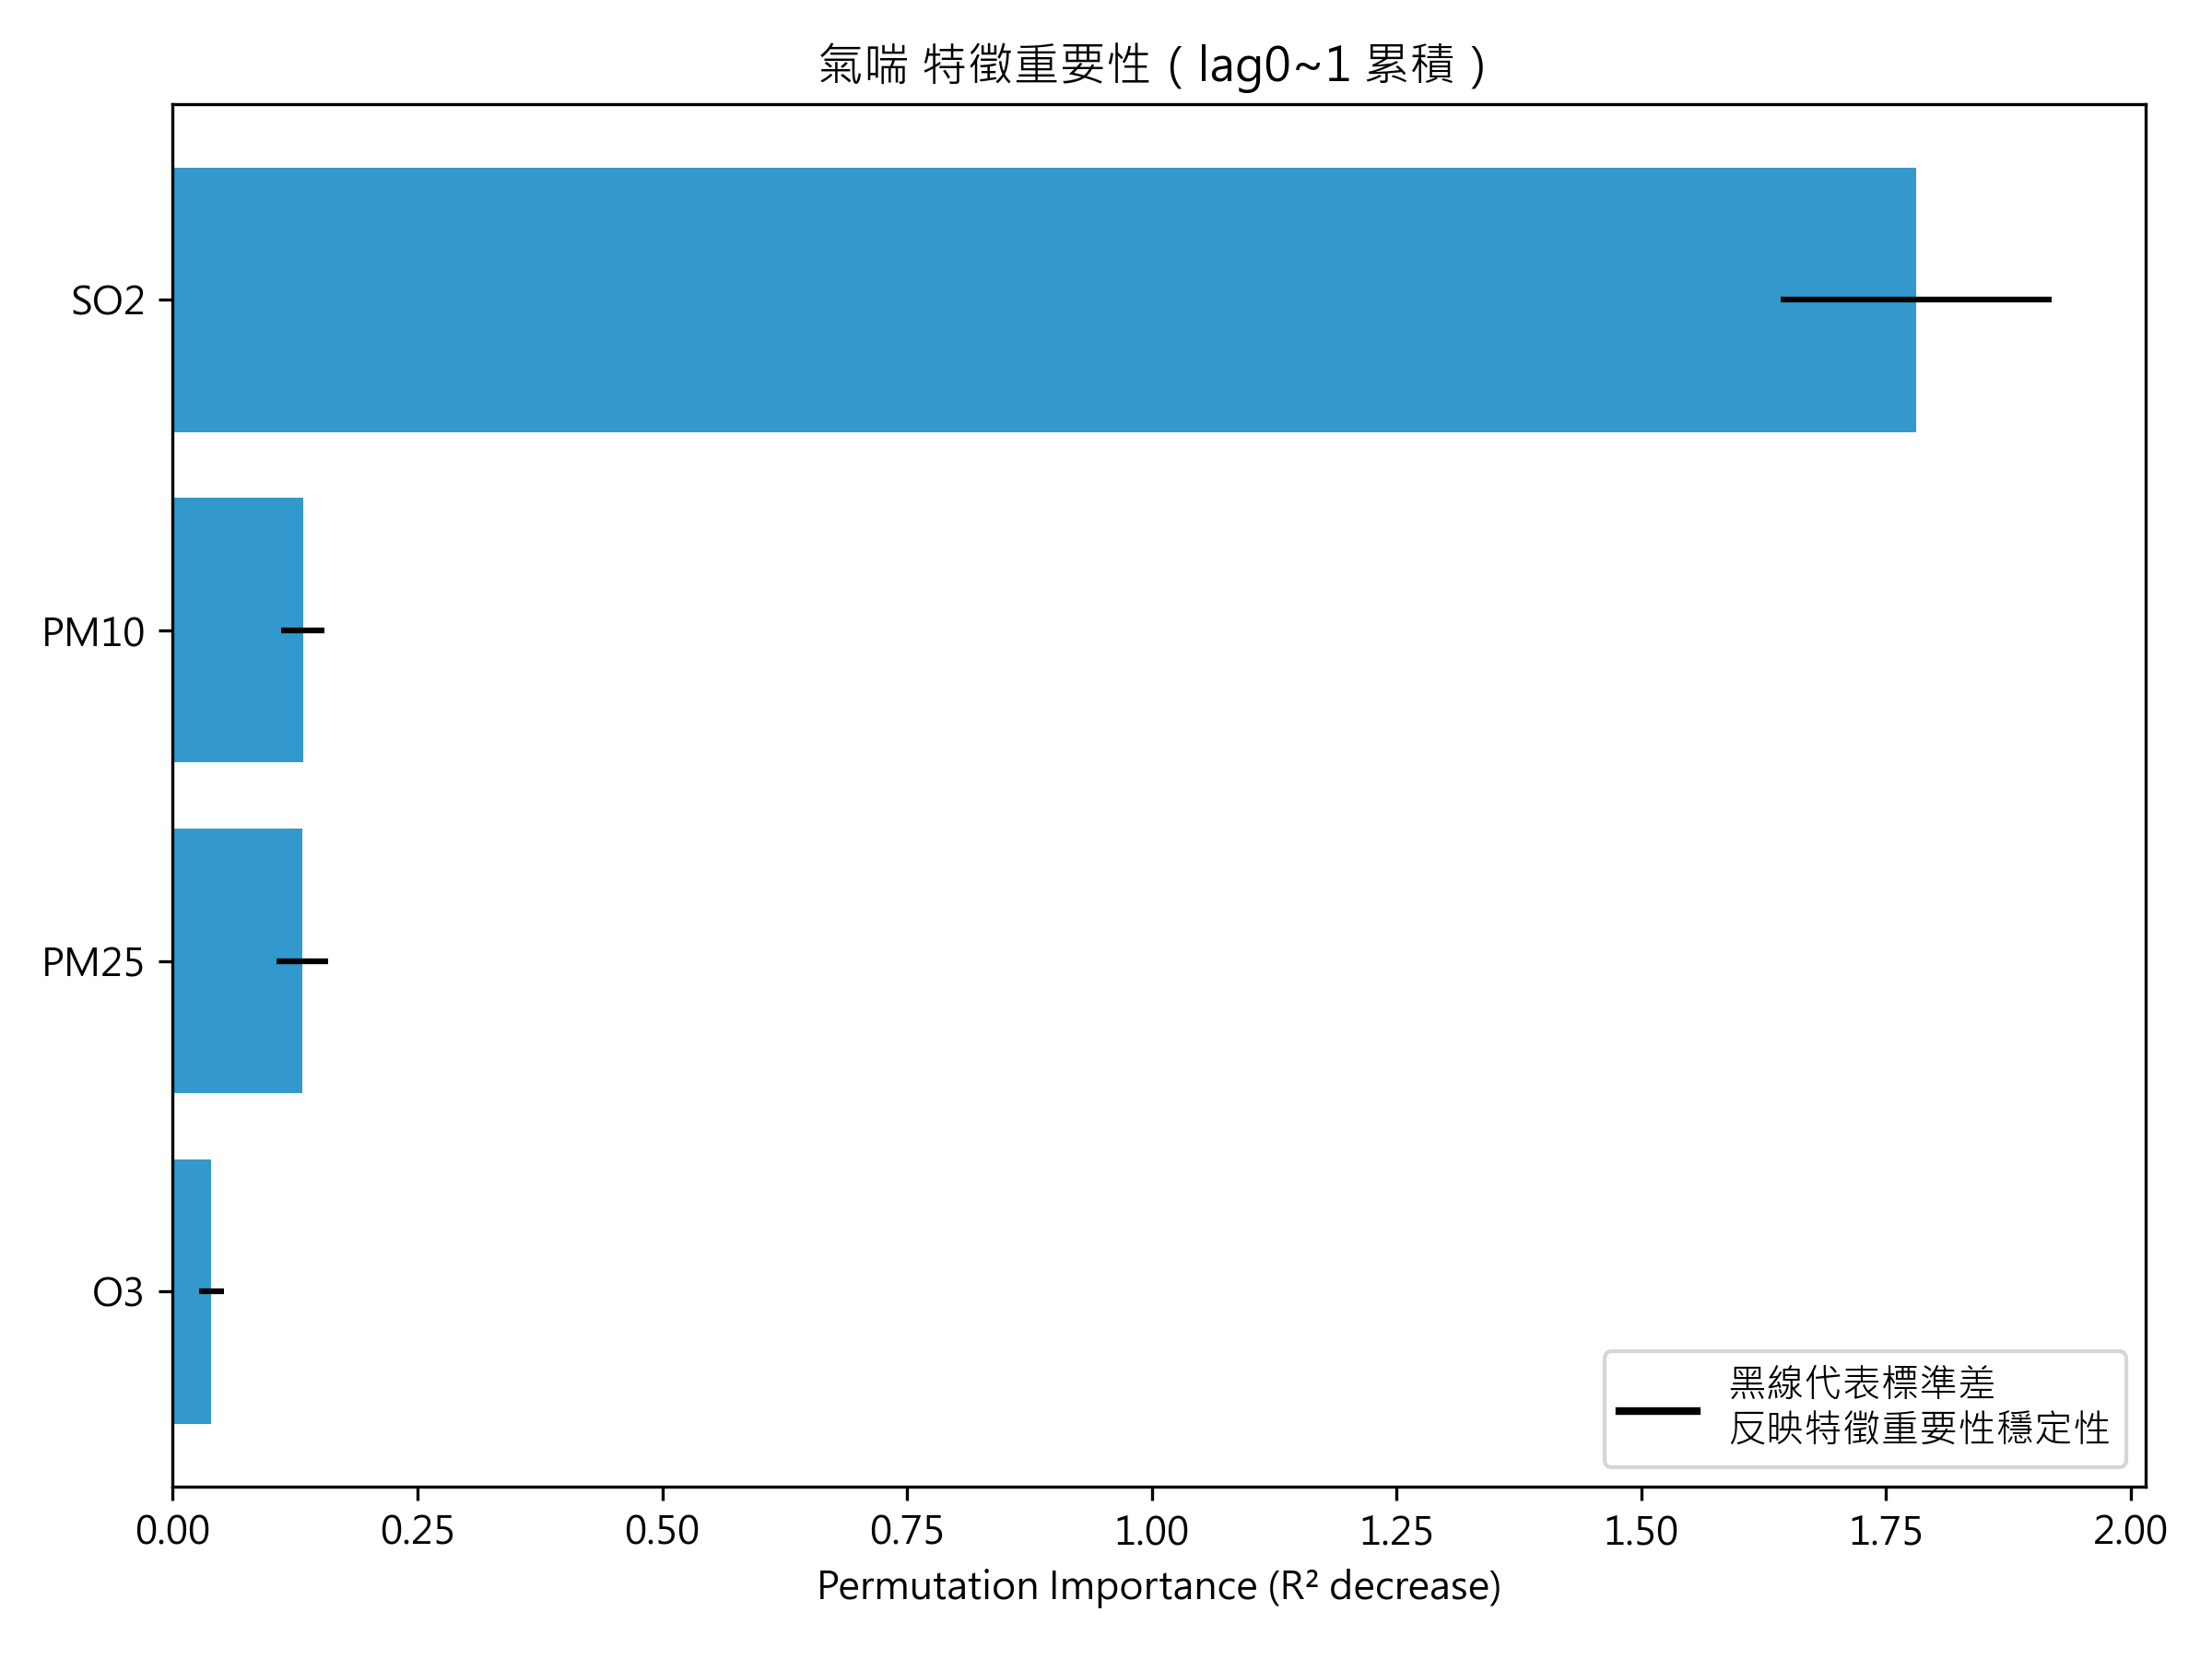 氣喘 特徵重要性（lag0~1 累積）
SO2
PM10
PM25
O3
黑線代表標準差
反映特徵重要性穩定性
0.00 0.25 0.50 0.75 1.00 1.25 1.50 1.75 2.00
Permutation Importance (R² decrease)